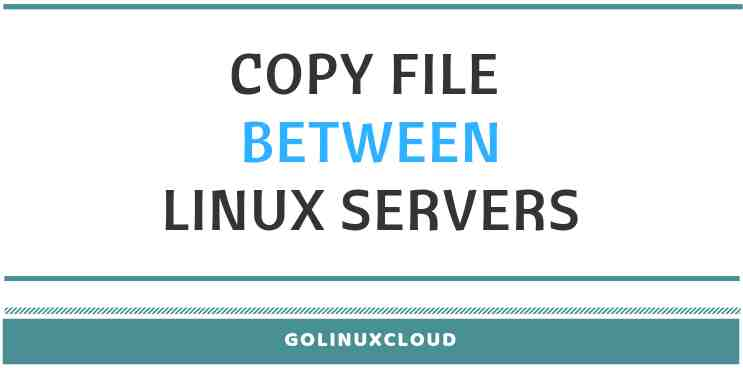 COPY FILE
BETWEEN
LINUX SERVERS
GOLINUXCLOUD